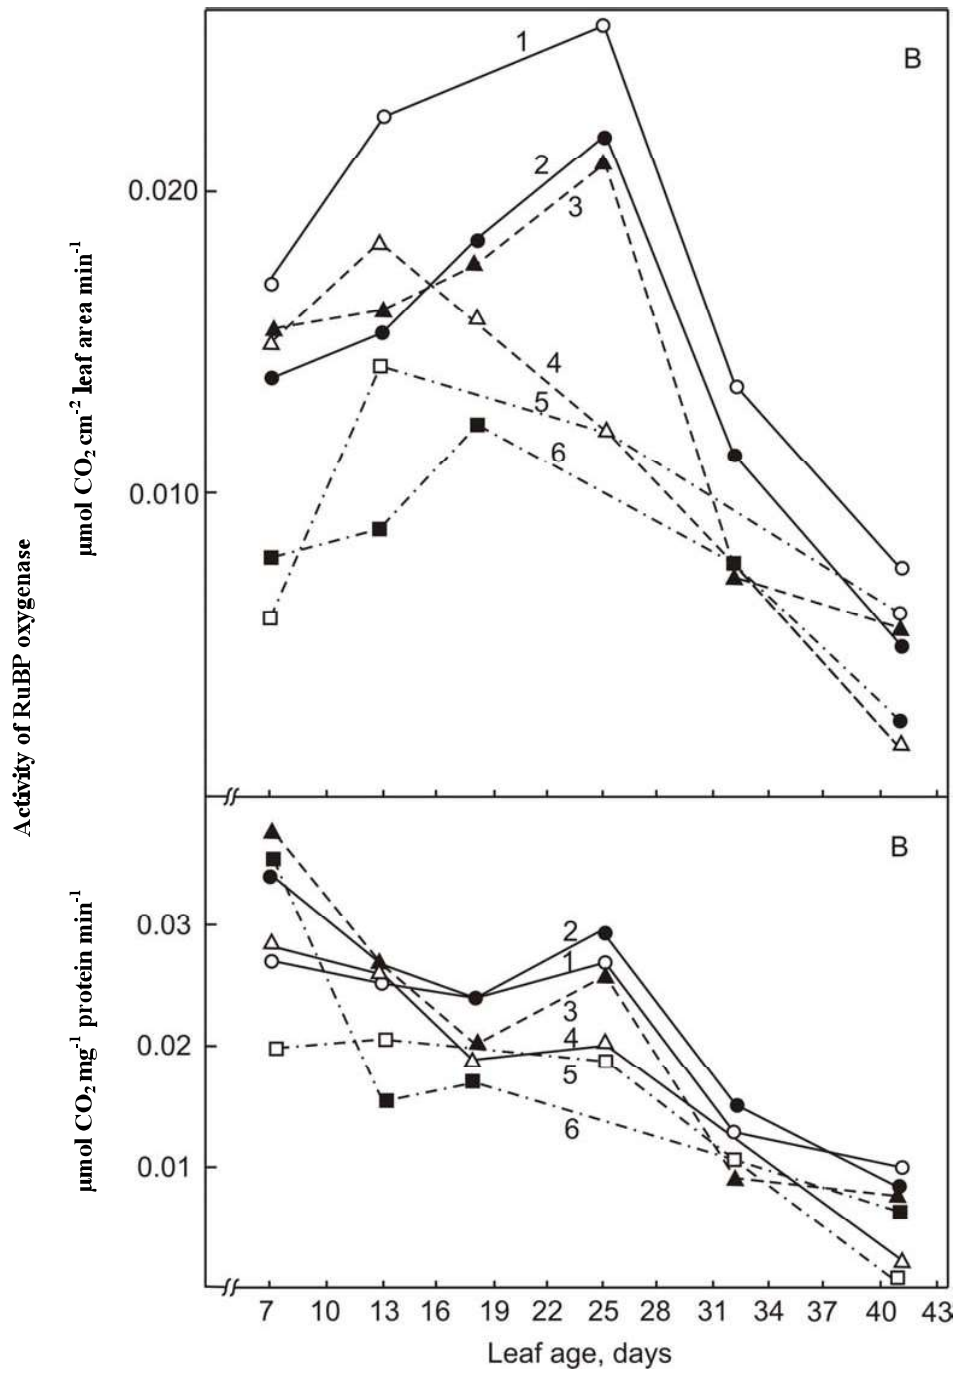 Activity of RuBP oxygenase
µmol CO₂ cm⁻² leaf area min⁻¹
B
1
0.020
2
3
4
5
6
0.010
µmol CO₂ mg⁻¹ protein min⁻¹
B
0.03
2
1
3
0.02
4
5
6
0.01
7 10 13 16 19 22 25 28 31 34 37 40 43
Leaf age, days